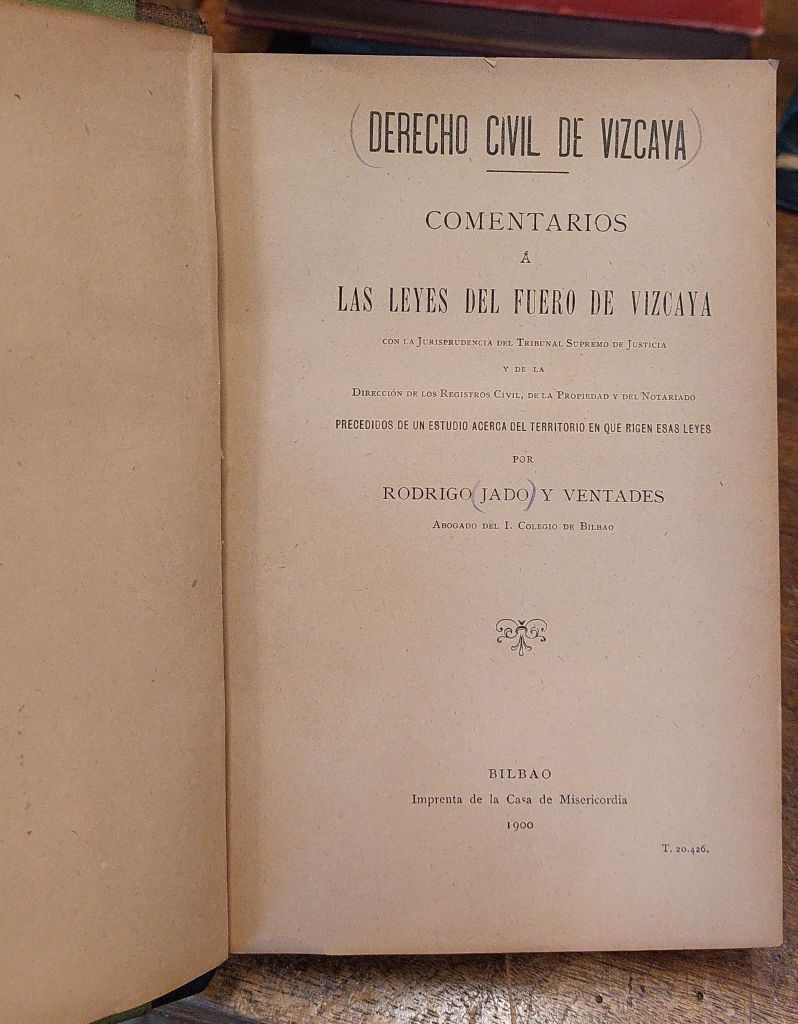 DERECHO CIVIL DE VIZCAYA
COMENTARIOS
Á
LAS LEYES DEL FUERO DE VIZCAYA
CON LA JURISPRUDENCIA DEL TRIBUNAL SUPREMO DE JUSTICIA
Y DE LA
DIRECCIÓN DE LOS REGISTROS CIVIL, DE LA PROPIEDAD Y DEL NOTARIADO
PRECEDIDOS DE UN ESTUDIO ACERCA DEL TERRITORIO EN QUE RIGEN ESAS LEYES
POR
RODRIGO JADO Y VENTADES
ABOGADO DEL I. COLEGIO DE BILBAO
BILBAO
Imprenta de la Casa de Misericordia
1900
T. 20.426.